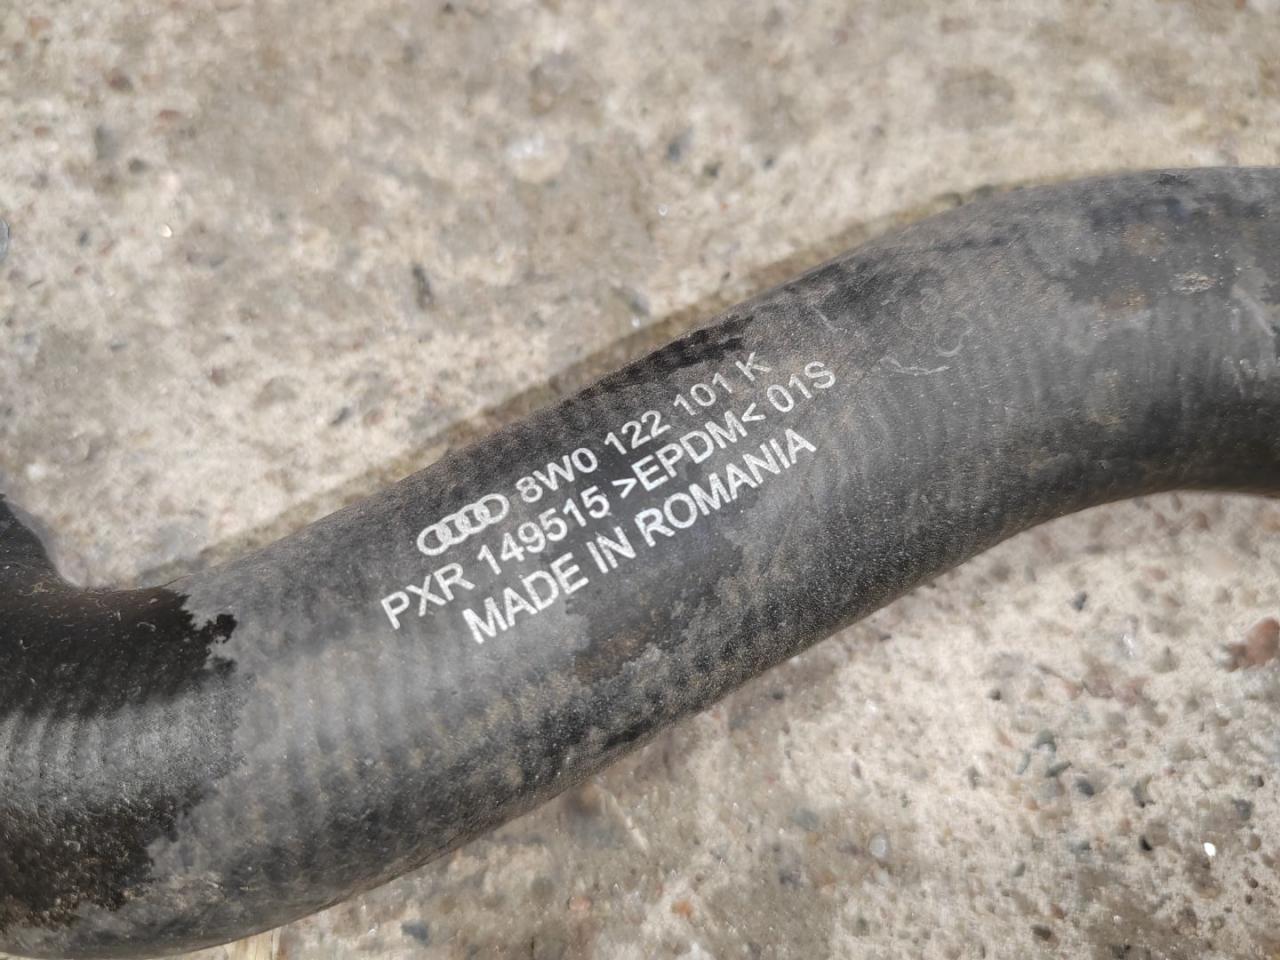 8W0 122 101 K
PXR 149515 >EPDM< 01S
MADE IN ROMANIA